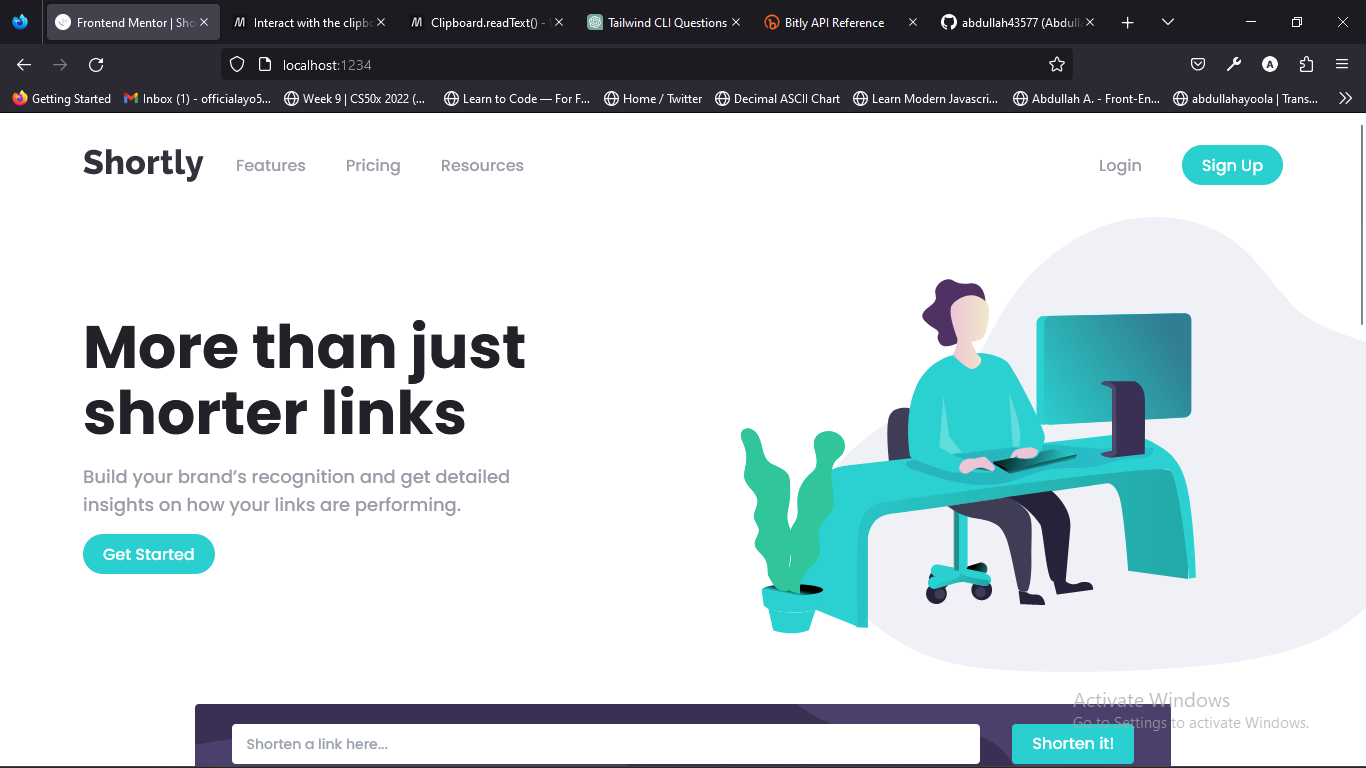 Frontend Mentor | Sho
Interact with the clipbo
Clipboard.readText() -
Tailwind CLI Questions
Bitly API Reference
abdullah43577 (Abdull
localhost:1234
A
Getting Started
Inbox (1) - officialayo5...
Week 9 | CS50x 2022 (...
Learn to Code — For F...
Home / Twitter
Decimal ASCII Chart
Learn Modern Javascri...
Abdullah A. - Front-En...
abdullahayoola | Trans...
Shortly
Features
Pricing
Resources
Login
Sign Up
More than just
shorter links
Build your brand’s recognition and get detailed
insights on how your links are performing.
Get Started
Activate Windows
Go to Settings to activate Windows.
Shorten a link here...
Shorten it!